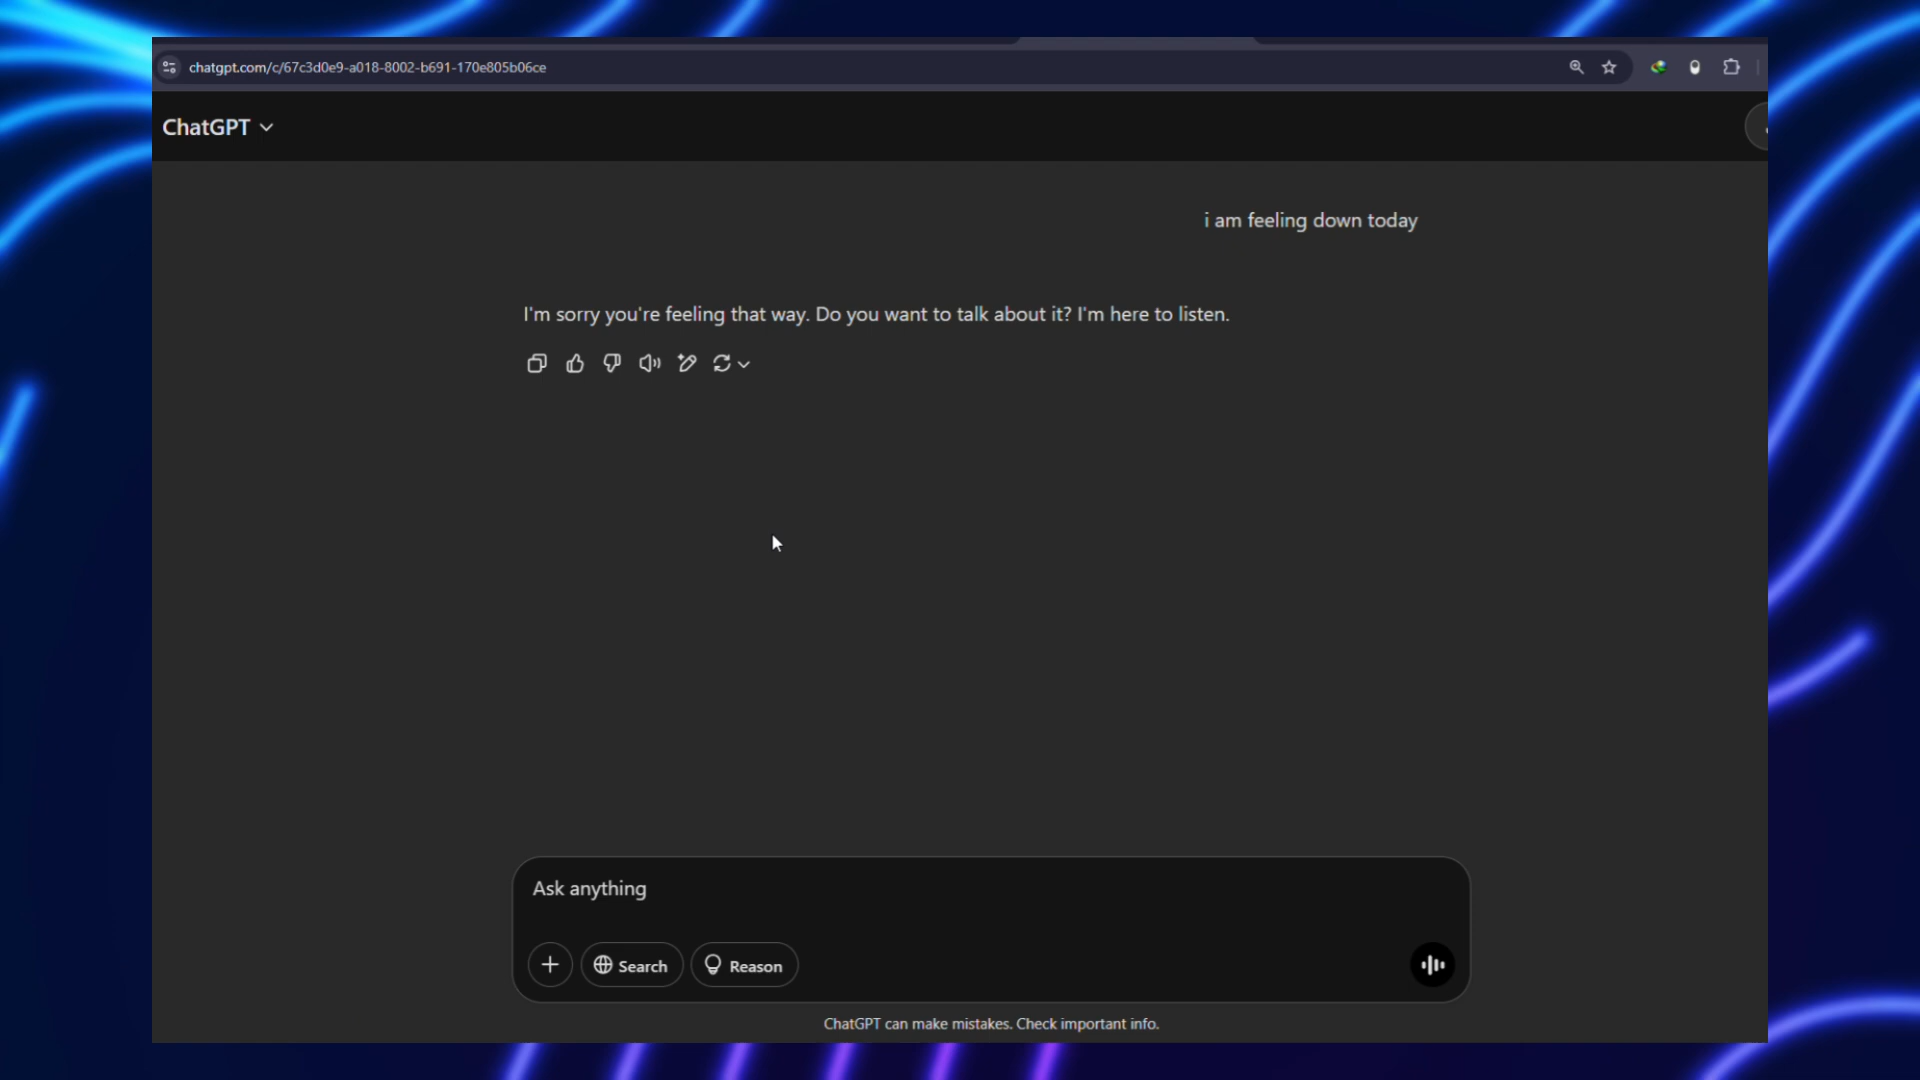 chatgpt.com/c/67c3d0e9-a018-8002-b691-170e805b06ce
ChatGPT
i am feeling down today
I'm sorry you're feeling that way. Do you want to talk about it? I'm here to listen.
Ask anything
Search
Reason
ChatGPT can make mistakes. Check important info.